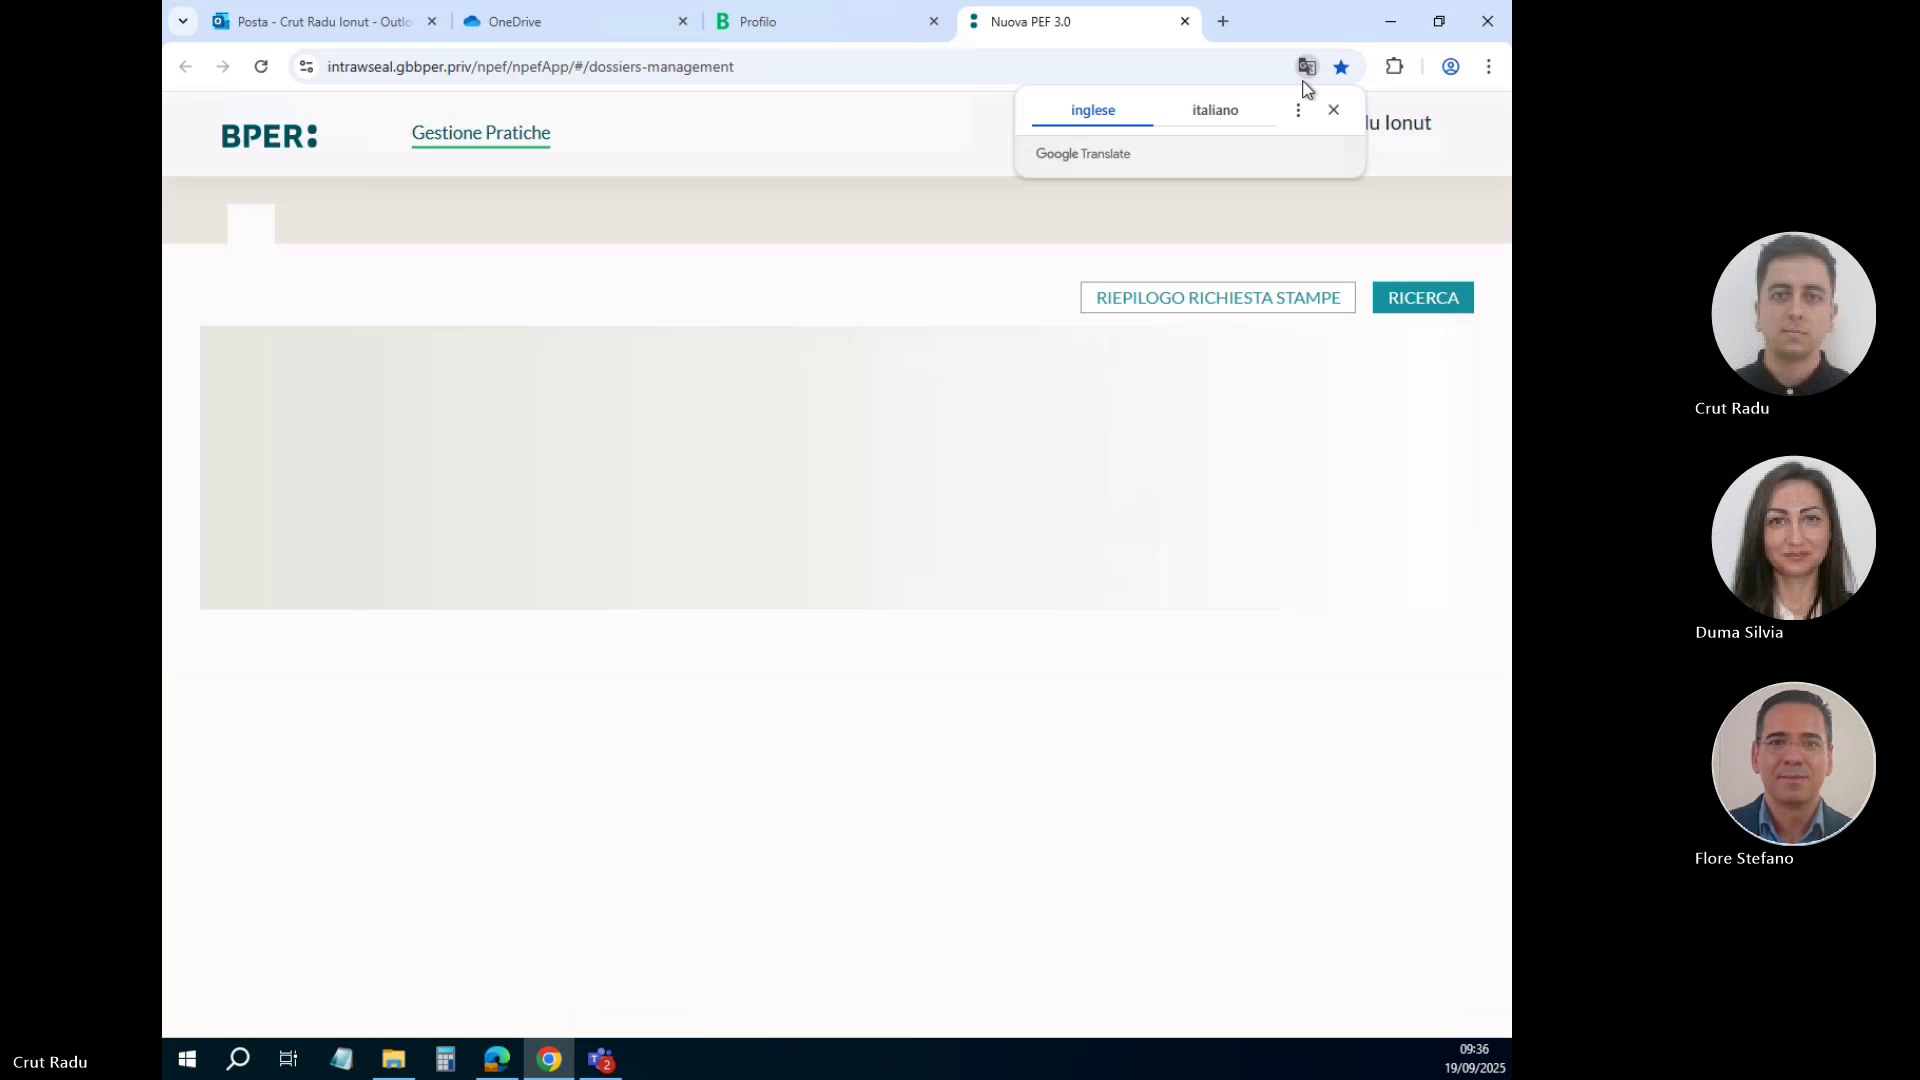 Posta - Crut Radu Ionut - Outlo
OneDrive
Profilo
Nuova PEF 3.0
intrawseal.gbbper.priv/npef/npefApp/#/dossiers-management
inglese
italiano
Google Translate
BPER:
Gestione Pratiche
du Ionut
RIEPILOGO RICHIESTA STAMPE
RICERCA
Crut Radu
Duma Silvia
Flore Stefano
Crut Radu
2
09:36
19/09/2025